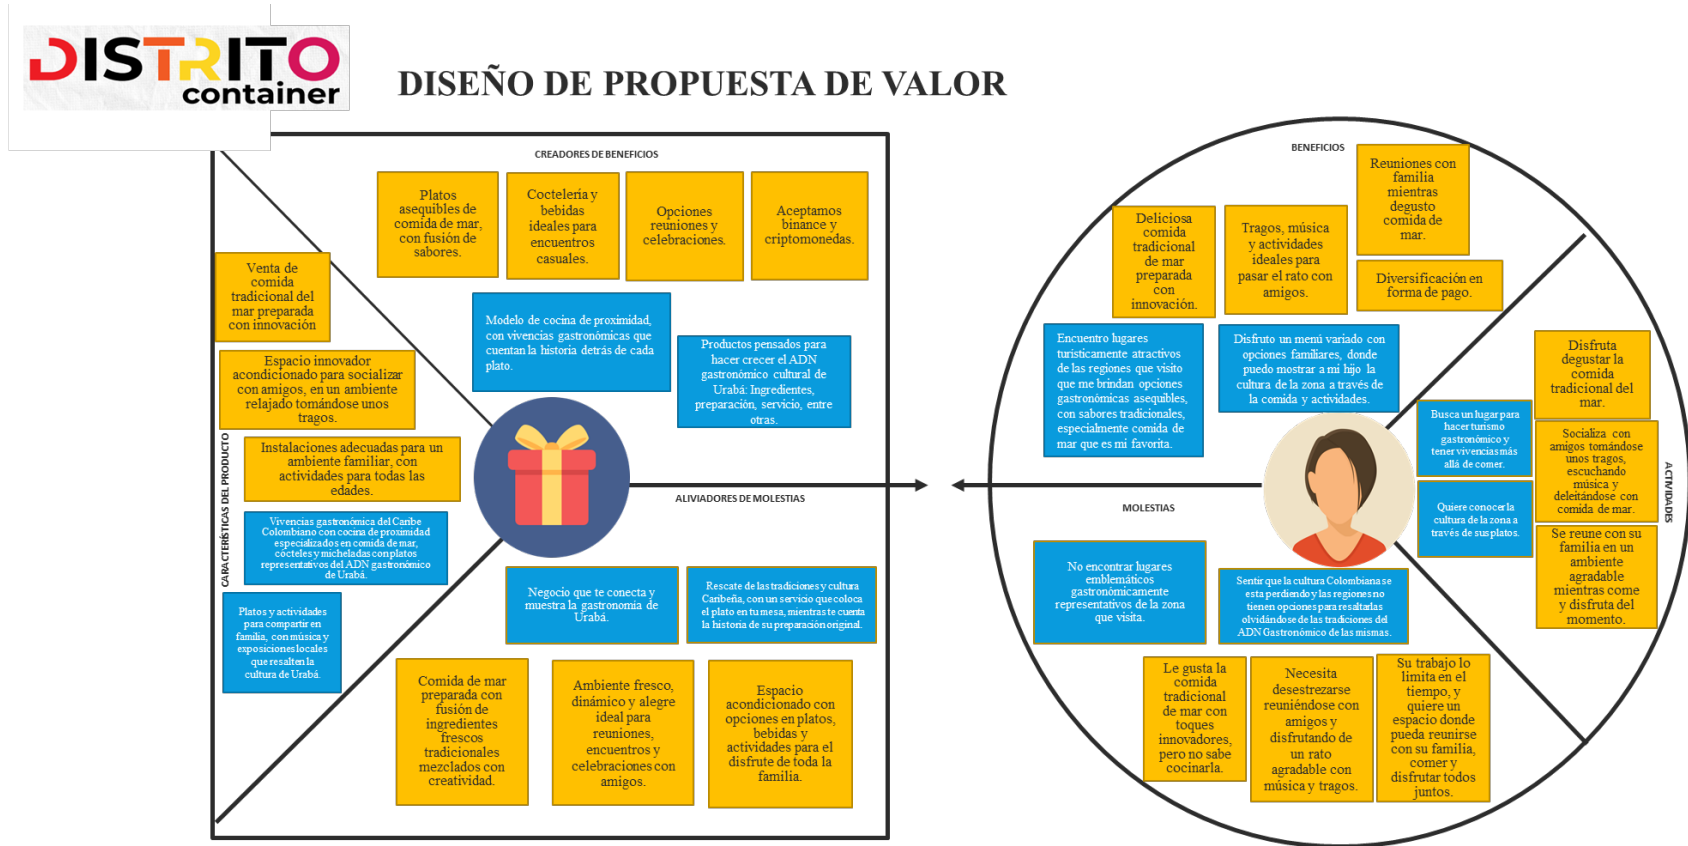 DISTRITO
container
DISEÑO DE PROPUESTA DE VALOR
CREADORES DE BENEFICIOS
Platos
asequibles de
comida de mar,
con fusión de
sabores.
Coctelería y
bebidas
ideales para
encuentros
casuales.
Opciones
reuniones y
celebraciones.
Aceptamos
binance y
criptomonedas.
Modelo de cocina de proximidad,
con vivencias gastronómicas que
cuentan la historia detrás de cada
plato.
Productos pensados para
hacer crecer el ADN
gastronómico cultural de
Urabá: Ingredientes,
preparación, servicio, entre
otras.
CARACTERÍSTICAS DEL PRODUCTO
Venta de
comida
tradicional del
mar preparada
con innovación
Espacio innovador
acondicionado para socializar
con amigos, en un ambiente
relajado tomándose unos
tragos.
Instalaciones adecuadas para un
ambiente familiar, con
actividades para todas las
edades.
Vivencias gastronómica del Caribe
Colombiano con cocina de proximidad
especializados en comida de mar,
cócteles y micheladas con platos
representativos del ADN gastronómico
de Urabá.
Platos y actividades
para compartir en
familia, con música y
exposiciones locales
que resalten la
cultura de Urabá.
ALIVIADORES DE MOLESTIAS
Negocio que te conecta y
muestra la gastronomía de
Urabá.
Rescate de las tradiciones y cultura
Caribeña, con un servicio que coloca
el plato en tu mesa, mientras te cuenta
la historia de su preparación original.
Comida de mar
preparada con
fusión de
ingredientes
frescos
tradicionales
mezclados con
creatividad.
Ambiente fresco,
dinámico y alegre
ideal para
reuniones,
encuentros y
celebraciones con
amigos.
Espacio
acondicionado con
opciones en platos,
bebidas y
actividades para el
disfrute de toda la
familia.
BENEFICIOS
Deliciosa
comida
tradicional
de mar
preparada
con
innovación.
Tragos, música
y actividades
ideales para
pasar el rato con
amigos.
Reuniones con
familia
mientras
degusto
comida de
mar.
Diversificación en
forma de pago.
Encuentro lugares
turísticamente atractivos
de las regiones que visito
que me brindan opciones
gastronómicas asequibles,
con sabores tradicionales,
especialmente comida de
mar que es mi favorita.
Disfruto un menú variado con
opciones familiares, donde
puedo mostrar a mi hijo la
cultura de la zona a través de
la comida y actividades.
ACTIVIDADES
Disfruta
degustar la
comida
tradicional del
mar.
Busca un lugar para
hacer turismo
gastronómico y
tener vivencias más
allá de comer.
Socializa con
amigos tomándose
unos tragos,
escuchando
música y
deleitándose con
comida de mar.
Quiere conocer la
cultura de la zona a
través de sus platos.
Se reune con su
familia en un
ambiente
agradable
mientras come
y disfruta del
momento.
MOLESTIAS
No encontrar lugares
emblemáticos
gastronómicamente
representativos de la zona
que visita.
Sentir que la cultura Colombiana se
esta perdiendo y las regiones no
tienen opciones para resaltarlas
olvidándose de las tradiciones del
ADN Gastronómico de las mismas.
Le gusta la
comida
tradicional
de mar con
toques
innovadores,
pero no sabe
cocinarla.
Necesita
desestrezarse
reuniéndose con
amigos y
disfrutando de
un rato
agradable con
música y tragos.
Su trabajo lo
limita en el
tiempo, y
quiere un
espacio donde
pueda reunirse
con su familia,
comer y
disfrutar todos
juntos.